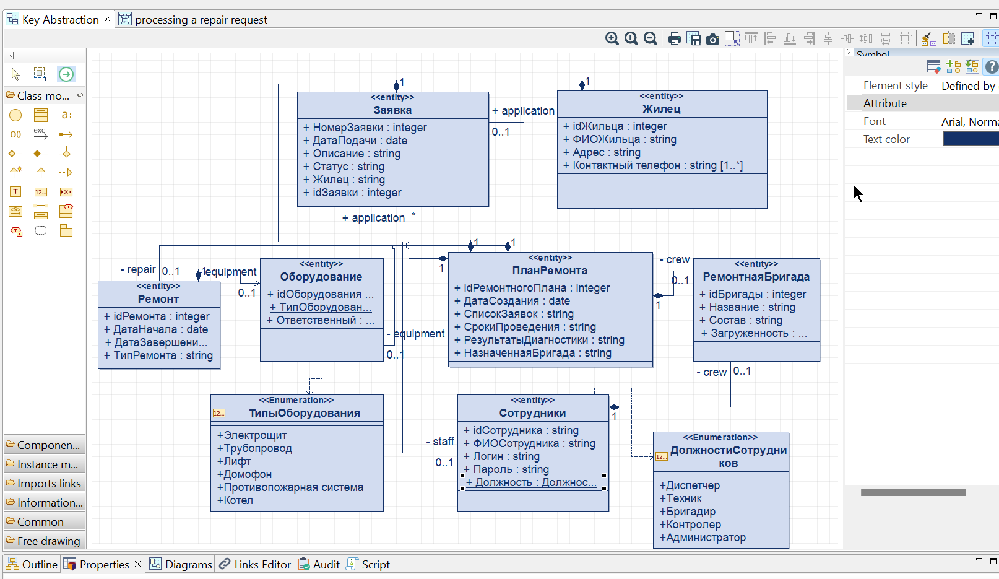 Key Abstraction
processing a repair request
Symbol
Element style
Defined by
Attribute
Font
Arial, Norma
Text color
Class mo...
a:
O()
exc
T
12...
<S>
Componen...
Instance m...
Imports links
Information...
Common
Free drawing
1
<<entity>>
Заявка
+ НомерЗаявки : integer
+ ДатаПодачи : date
+ Описание : string
+ Статус : string
+ Жилец : string
+ idЗаявки : integer
+ application
0..1
1
<<entity>>
Жилец
+ idЖильца : integer
+ ФИОЖильца : string
+ Адрес : string
+ Контактный телефон : string [1..*]
+ application
*
1
1
1
- repair
0..1
<<entity>>
Ремонт
+ idРемонта : integer
+ ДатаНачала : date
+ ДатаЗавершени...
+ ТипРемонта : string
1
equipment
0..1
<<entity>>
Оборудование
+ idОборудования ...
+ ТипОборудован...
+ Ответственный : ...
- equipment
0..1
<<entity>>
ПланРемонта
+ idРемонтногоПлана : integer
+ ДатаСоздания : date
+ СписокЗаявок : string
+ СрокиПроведения : string
+ РезультатыДиагностики : string
+ НазначеннаяБригада : string
- crew
0..1
1
<<entity>>
РемонтнаяБригада
+ idБригады : integer
+ Название : string
+ Состав : string
+ Загруженность : ...
- crew
0..1
<<Enumeration>>
12...
ТипыОборудования
+Электрощит
+Трубопровод
+Лифт
+Домофон
+Противопожарная система
+Котел
- staff
0..1
<<entity>>
Сотрудники
+ idСотрудника : string
+ ФИОСотрудника : string
+ Логин : string
+ Пароль : string
+ Должность : Должнос...
1
<<Enumeration>>
12...
ДолжностиСотрудни
ков
+Диспетчер
+Техник
+Бригадир
+Контролер
+Администратор
Outline
Properties
Diagrams
Links Editor
Audit
Script